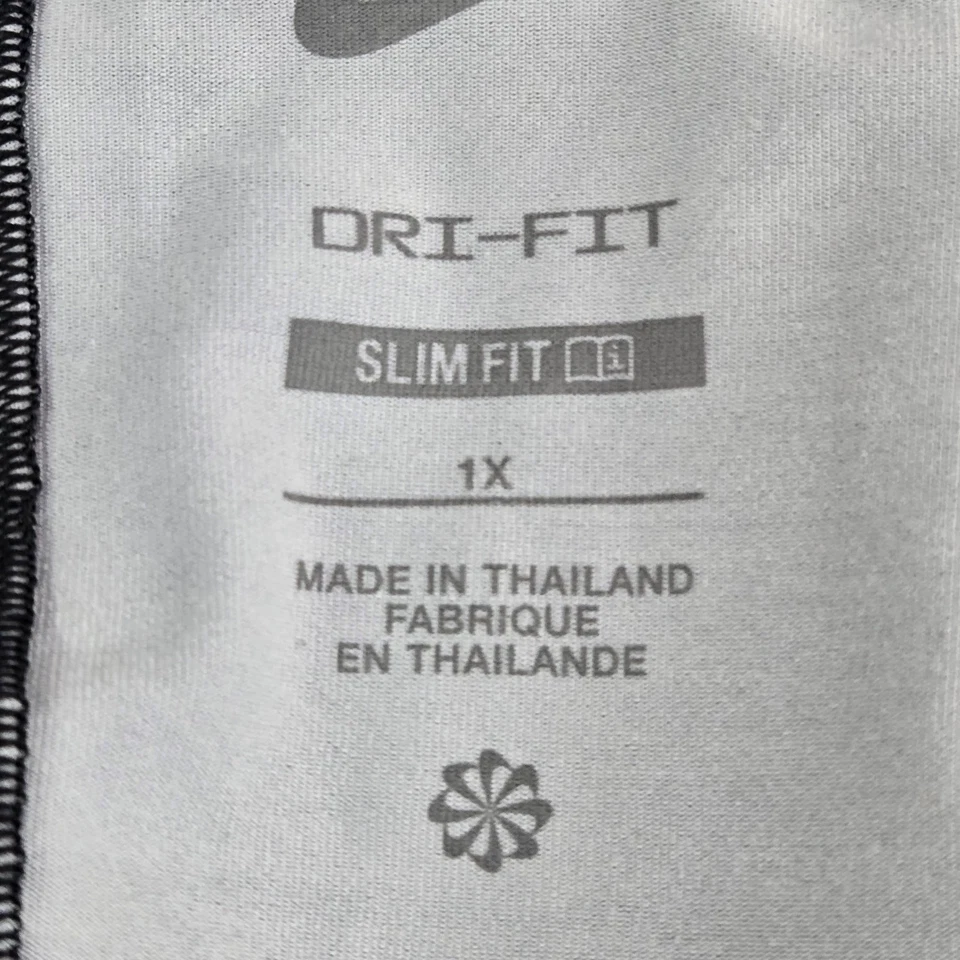 DRI-FIT
SLIM FIT i
1X
MADE IN THAILAND
FABRIQUE
EN THAILANDE